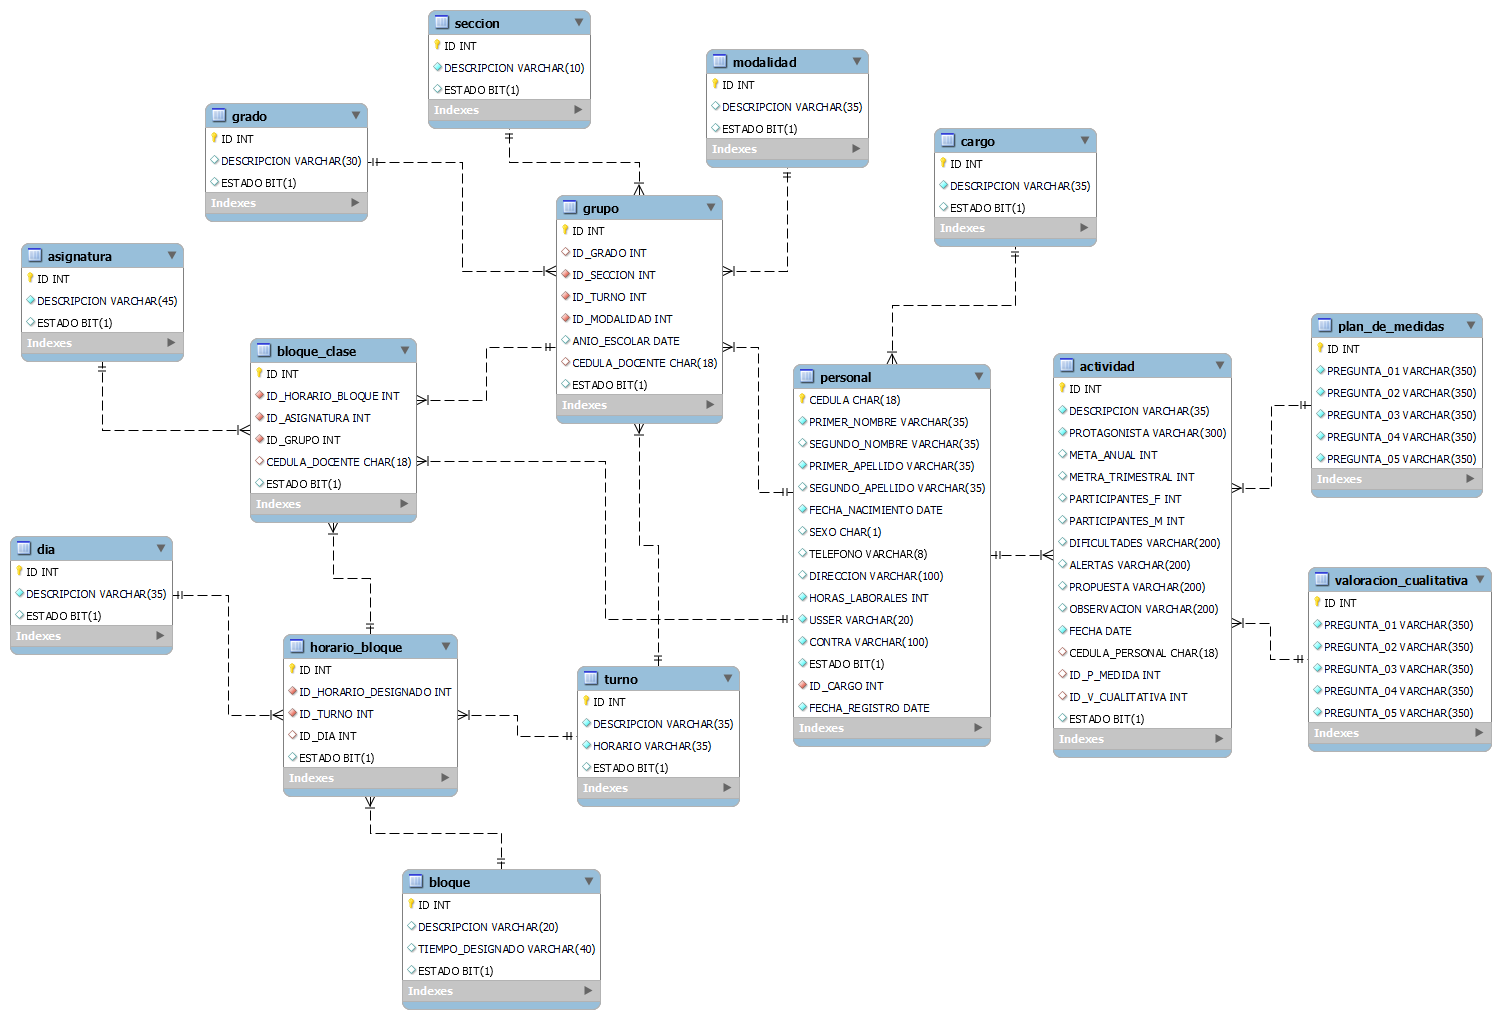 seccion
ID INT
DESCRIPCION VARCHAR(10)
ESTADO BIT(1)
Indexes
modalidad
ID INT
DESCRIPCION VARCHAR(35)
ESTADO BIT(1)
Indexes
grado
ID INT
DESCRIPCION VARCHAR(30)
ESTADO BIT(1)
Indexes
cargo
ID INT
DESCRIPCION VARCHAR(35)
ESTADO BIT(1)
Indexes
grupo
ID INT
ID_GRADO INT
ID_SECCION INT
ID_TURNO INT
ID_MODALIDAD INT
ANIO_ESCOLAR DATE
CEDULA_DOCENTE CHAR(18)
ESTADO BIT(1)
Indexes
asignatura
ID INT
DESCRIPCION VARCHAR(45)
ESTADO BIT(1)
Indexes
bloque_clase
ID INT
ID_HORARIO_BLOQUE INT
ID_ASIGNATURA INT
ID_GRUPO INT
CEDULA_DOCENTE CHAR(18)
ESTADO BIT(1)
Indexes
personal
CEDULA CHAR(18)
PRIMER_NOMBRE VARCHAR(35)
SEGUNDO_NOMBRE VARCHAR(35)
PRIMER_APELLIDO VARCHAR(35)
SEGUNDO_APELLIDO VARCHAR(35)
FECHA_NACIMIENTO DATE
SEXO CHAR(1)
TELEFONO VARCHAR(8)
DIRECCION VARCHAR(100)
HORAS_LABORALES INT
USSER VARCHAR(20)
CONTRA VARCHAR(100)
ESTADO BIT(1)
ID_CARGO INT
FECHA_REGISTRO DATE
Indexes
actividad
ID INT
DESCRIPCION VARCHAR(35)
PROTAGONISTA VARCHAR(300)
META_ANUAL INT
METRA_TRIMESTRAL INT
PARTICIPANTES_F INT
PARTICIPANTES_M INT
DIFICULTADES VARCHAR(200)
ALERTAS VARCHAR(200)
PROPUESTA VARCHAR(200)
OBSERVACION VARCHAR(200)
FECHA DATE
CEDULA_PERSONAL CHAR(18)
ID_P_MEDIDA INT
ID_V_CUALITATIVA INT
ESTADO BIT(1)
Indexes
plan_de_medidas
ID INT
PREGUNTA_01 VARCHAR(350)
PREGUNTA_02 VARCHAR(350)
PREGUNTA_03 VARCHAR(350)
PREGUNTA_04 VARCHAR(350)
PREGUNTA_05 VARCHAR(350)
Indexes
dia
ID INT
DESCRIPCION VARCHAR(35)
ESTADO BIT(1)
Indexes
valoracion_cualitativa
ID INT
PREGUNTA_01 VARCHAR(350)
PREGUNTA_02 VARCHAR(350)
PREGUNTA_03 VARCHAR(350)
PREGUNTA_04 VARCHAR(350)
PREGUNTA_05 VARCHAR(350)
Indexes
horario_bloque
ID INT
ID_HORARIO_DESIGNADO INT
ID_TURNO INT
ID_DIA INT
ESTADO BIT(1)
Indexes
turno
ID INT
DESCRIPCION VARCHAR(35)
HORARIO VARCHAR(35)
ESTADO BIT(1)
Indexes
bloque
ID INT
DESCRIPCION VARCHAR(20)
TIEMPO_DESIGNADO VARCHAR(40)
ESTADO BIT(1)
Indexes